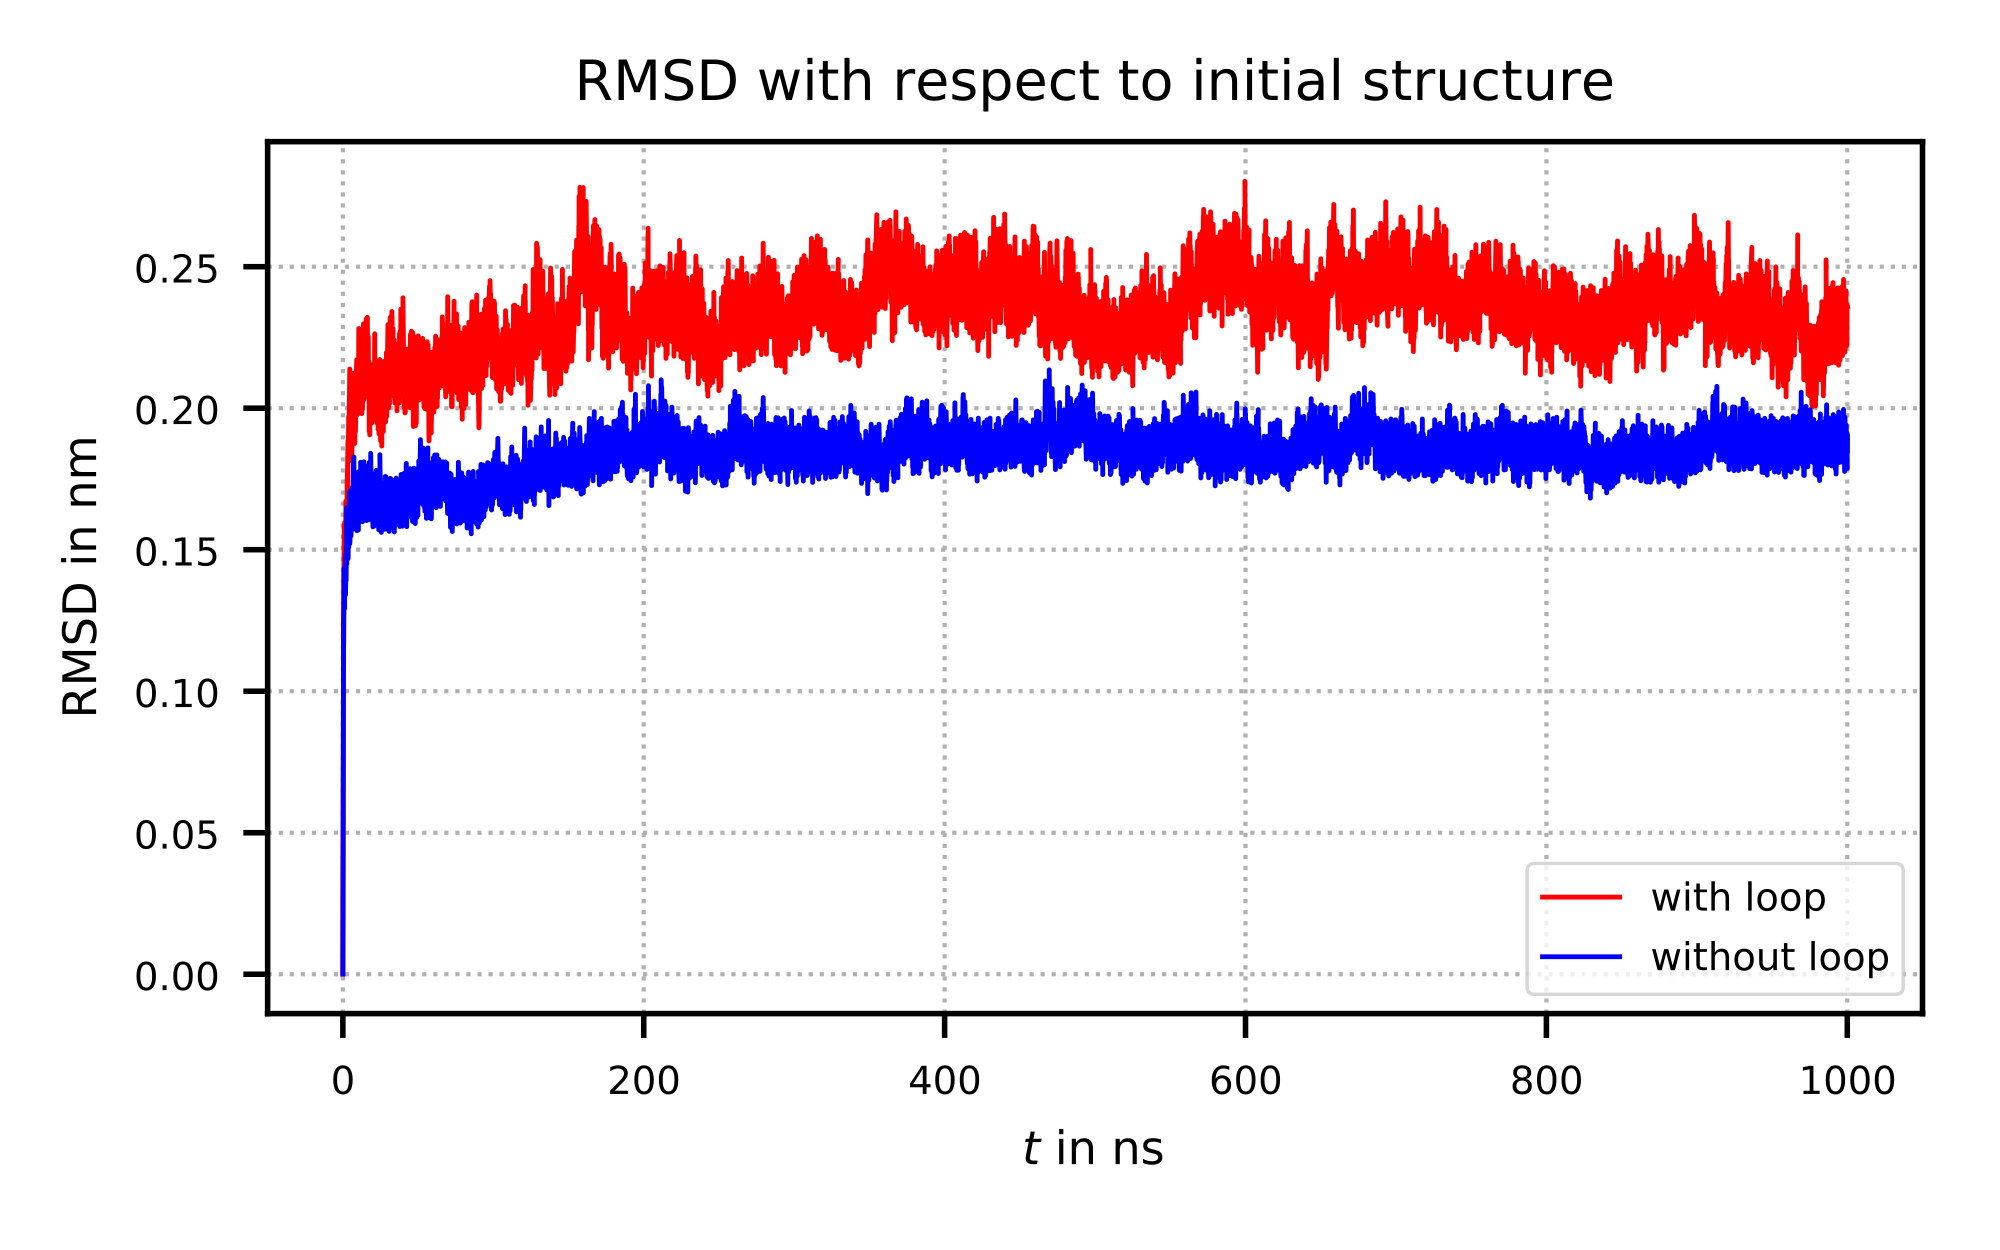 RMSD with respect to initial structure
RMSD in nm
0.25
0.20
0.15
0.10
0.05
0.00
with loop
without loop
0 200 400 600 800 1000
t in ns